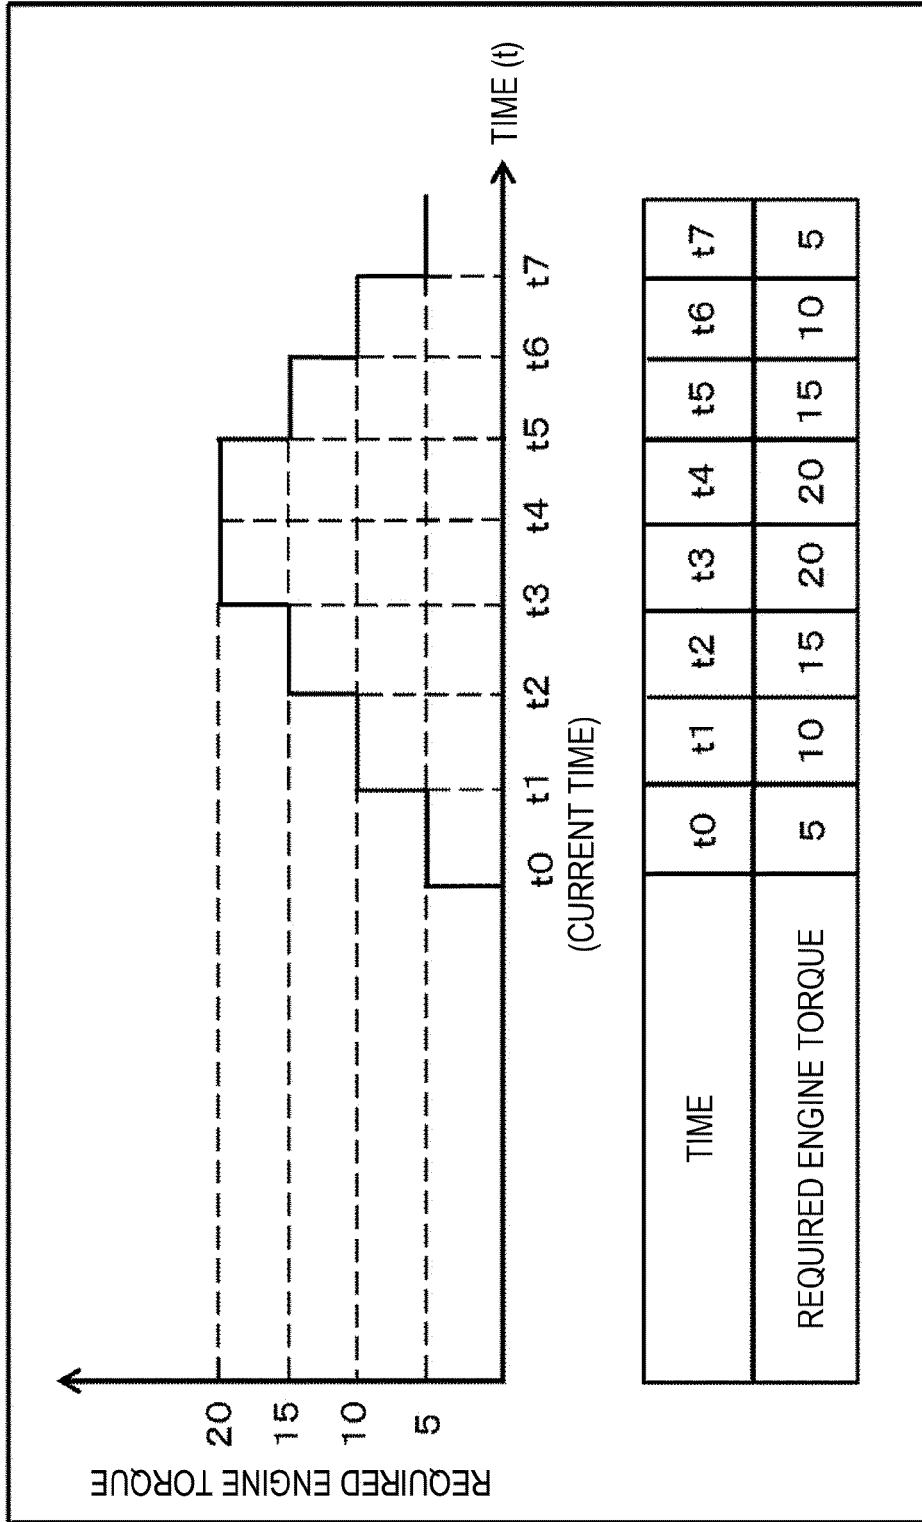 REQUIRED ENGINE TORQUE
20
15
10
5
t0 t1 t2 t3 t4 t5 t6 t7
(CURRENT TIME)
TIME (t)
TIME t0 t1 t2 t3 t4 t5 t6 t7
REQUIRED ENGINE TORQUE 5 10 15 20 20 15 10 5